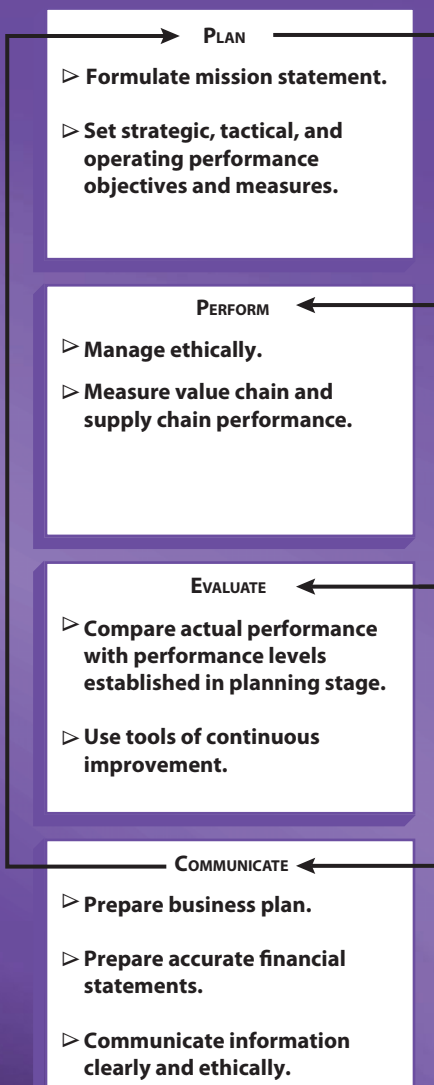 PLAN
▷ Formulate mission statement.
▷ Set strategic, tactical, and
operating performance
objectives and measures.
PERFORM
▷ Manage ethically.
▷ Measure value chain and
supply chain performance.
EVALUATE
▷ Compare actual performance
with performance levels
established in planning stage.
▷ Use tools of continuous
improvement.
COMMUNICATE
▷ Prepare business plan.
▷ Prepare accurate financial
statements.
▷ Communicate information
clearly and ethically.